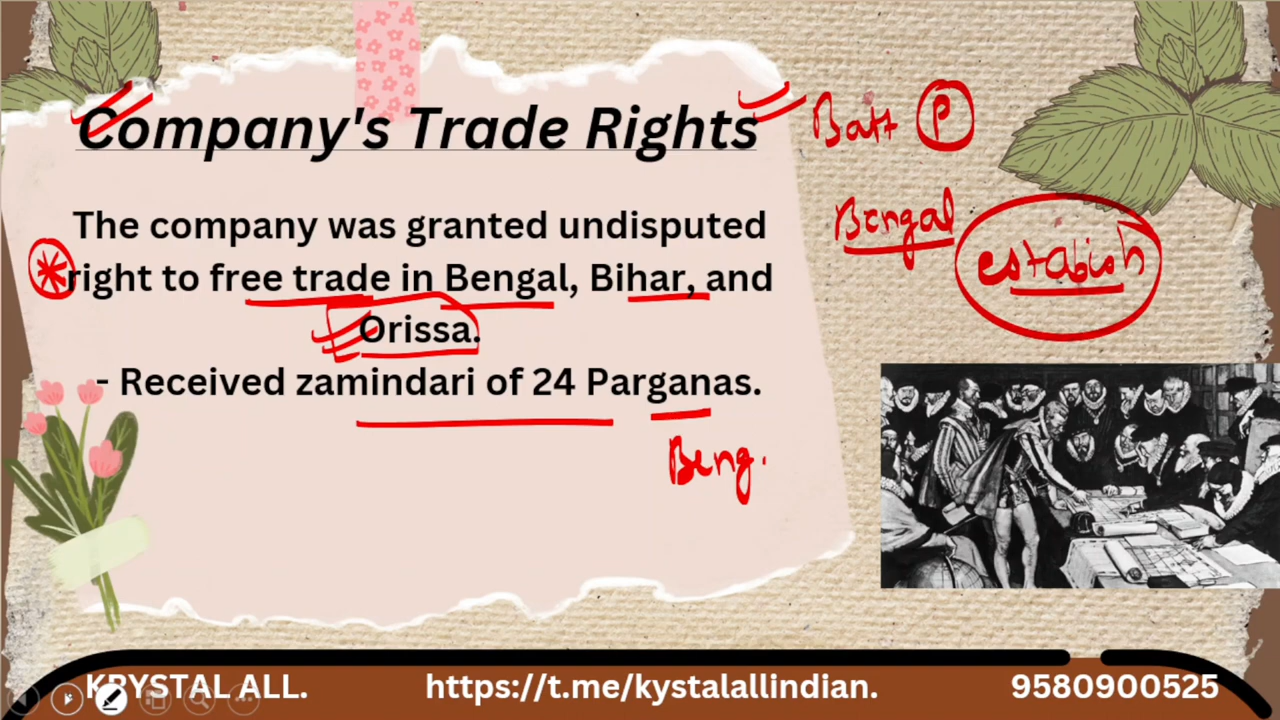 Company's Trade Rights
Batt P
The company was granted undisputed
right to free trade in Bengal, Bihar, and
Orissa.
- Received zamindari of 24 Parganas.
Bengal
estabish
Beng.
KRYSTAL ALL.
https://t.me/kystalallindian.
9580900525